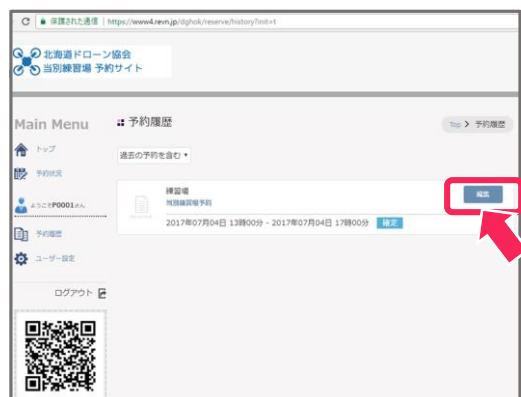 保護された通信 | https://www4.revn.jp/dghok/reserve/history?init=t
北海道ドローン協会
当別練習場 予約サイト
Main Menu
トップ
予約状況
ようこそP0001さん
予約履歴
ユーザー設定
ログアウト
予約履歴
Top > 予約履歴
過去の予約を含む
練習場
当別練習場予約
編集
2017年07月04日 13時00分 - 2017年07月04日 17時00分 確定